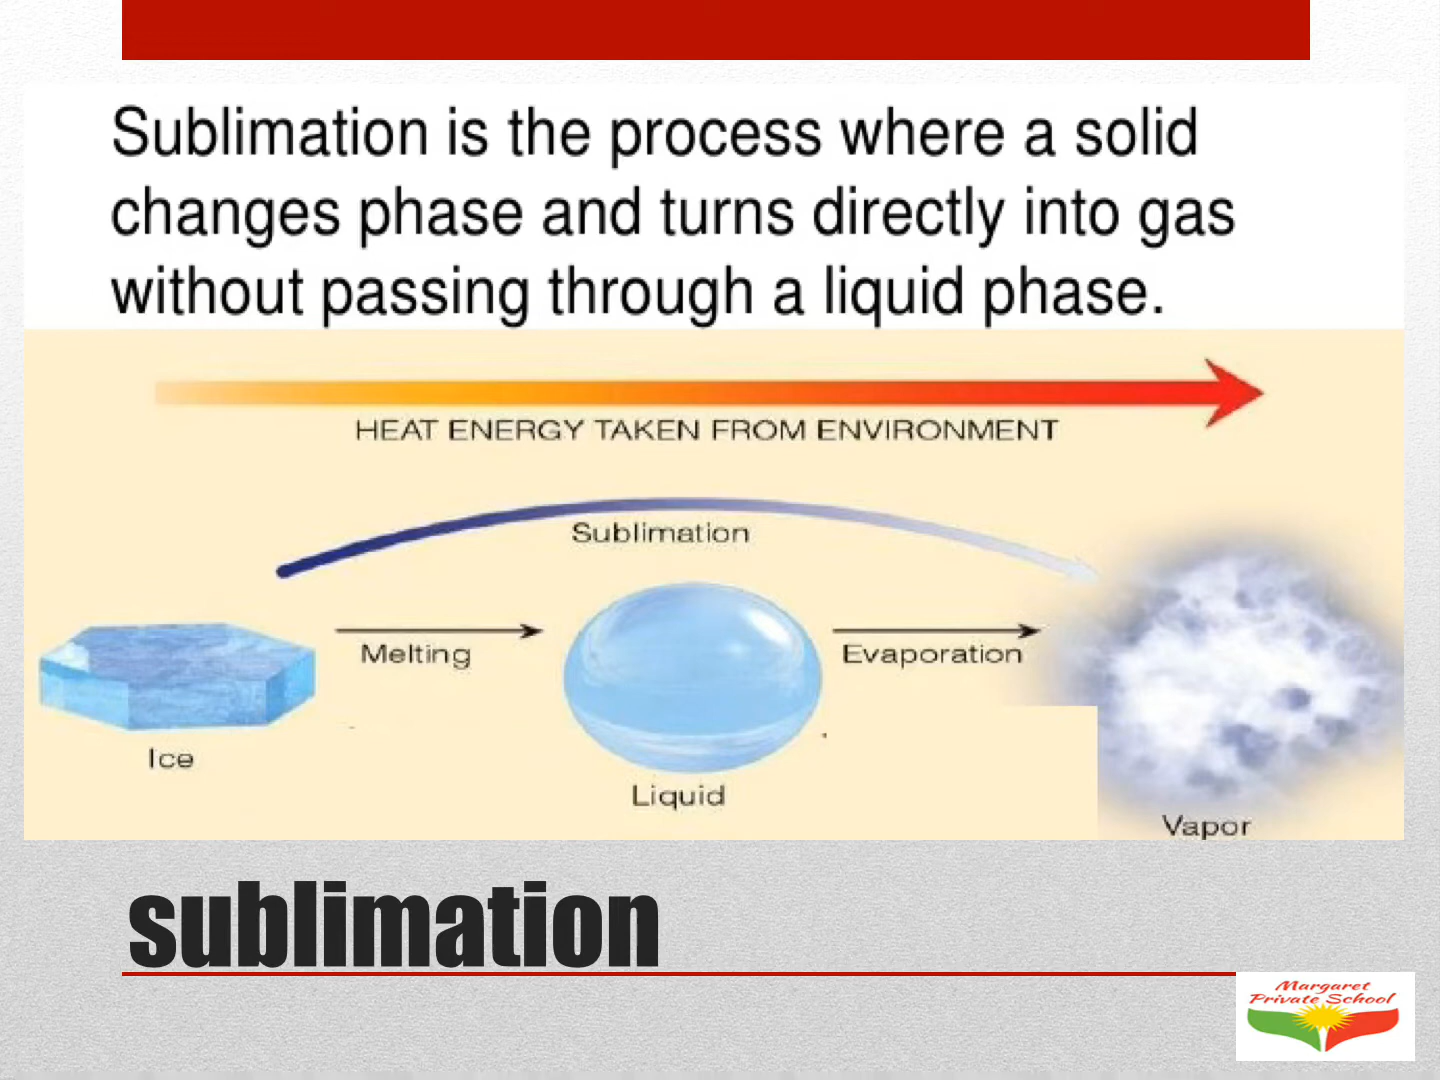 Sublimation is the process where a solid
changes phase and turns directly into gas
without passing through a liquid phase.
HEAT ENERGY TAKEN FROM ENVIRONMENT
Sublimation
Melting
Evaporation
Ice
Liquid
Vapor
sublimation
Margaret
Private School